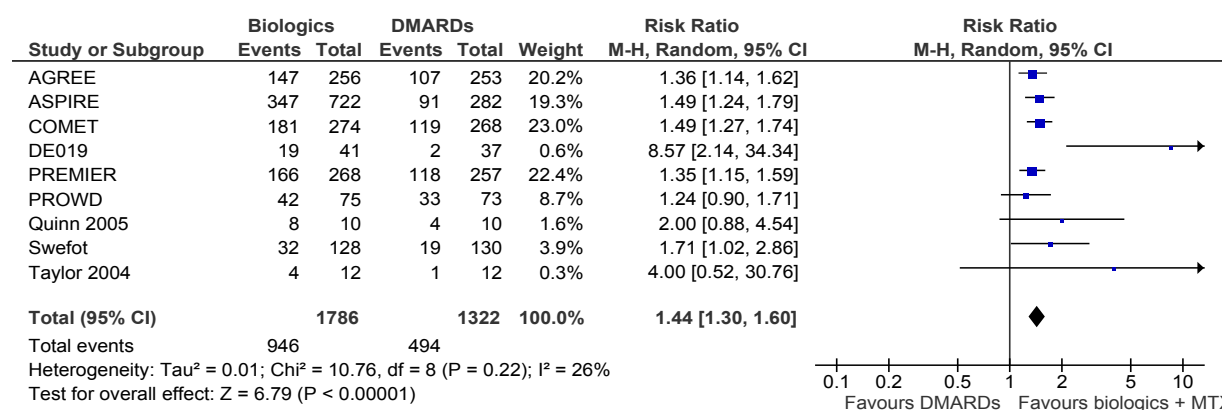 Biologics DMARDs Risk Ratio Risk Ratio
Study or Subgroup Events Total Events Total Weight M-H, Random, 95% CI M-H, Random, 95% CI
AGREE 147 256 107 253 20.2% 1.36 [1.14, 1.62]
ASPIRE 347 722 91 282 19.3% 1.49 [1.24, 1.79]
COMET 181 274 119 268 23.0% 1.49 [1.27, 1.74]
DE019 19 41 2 37 0.6% 8.57 [2.14, 34.34]
PREMIER 166 268 118 257 22.4% 1.35 [1.15, 1.59]
PROWD 42 75 33 73 8.7% 1.24 [0.90, 1.71]
Quinn 2005 8 10 4 10 1.6% 2.00 [0.88, 4.54]
Swefot 32 128 19 130 3.9% 1.71 [1.02, 2.86]
Taylor 2004 4 12 1 12 0.3% 4.00 [0.52, 30.76]
Total (95% CI) 1786 1322 100.0% 1.44 [1.30, 1.60]
Total events 946 494
Heterogeneity: Tau² = 0.01; Chi² = 10.76, df = 8 (P = 0.22); I² = 26%
Test for overall effect: Z = 6.79 (P < 0.00001)
0.1 0.2 0.5 1 2 5 10
Favours DMARDs Favours biologics + MTX